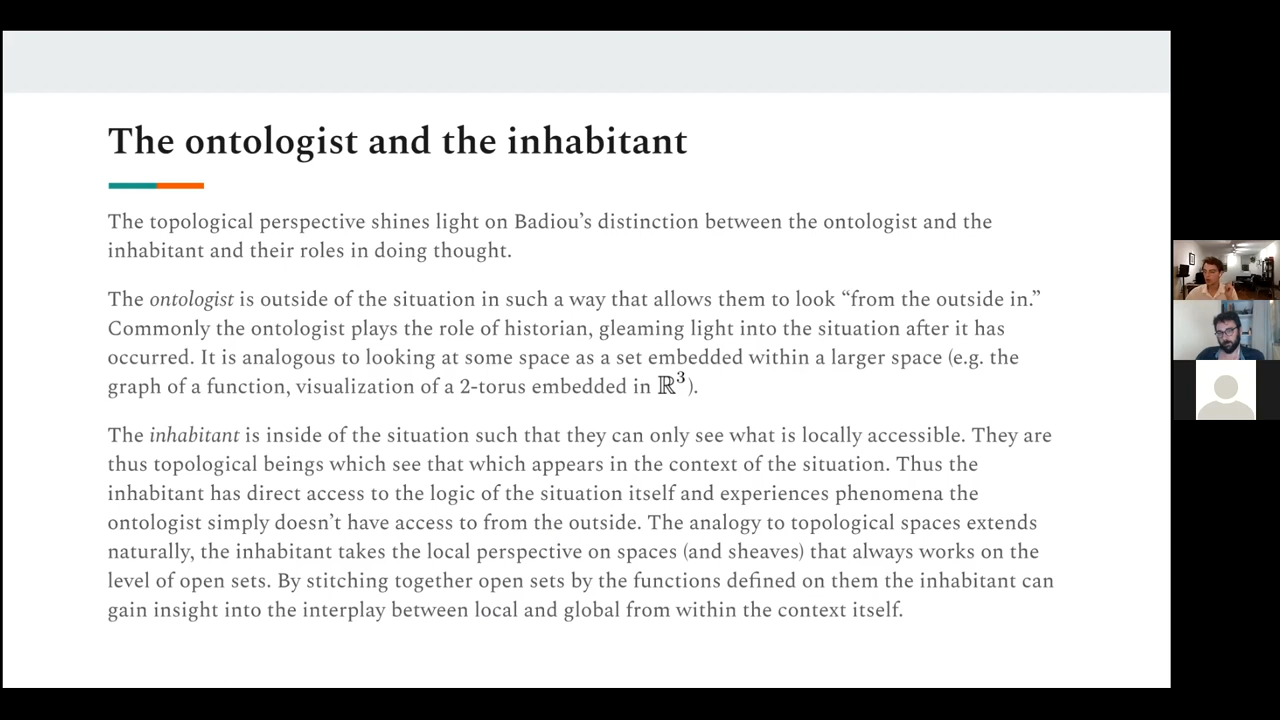 The ontologist and the inhabitant
The topological perspective shines light on Badiou’s distinction between the ontologist and the
inhabitant and their roles in doing thought.
The ontologist is outside of the situation in such a way that allows them to look “from the outside in.”
Commonly the ontologist plays the role of historian, gleaming light into the situation after it has
occurred. It is analogous to looking at some space as a set embedded within a larger space (e.g. the
graph of a function, visualization of a 2-torus embedded in ℝ³).
The inhabitant is inside of the situation such that they can only see what is locally accessible. They are
thus topological beings which see that which appears in the context of the situation. Thus the
inhabitant has direct access to the logic of the situation itself and experiences phenomena the
ontologist simply doesn’t have access to from the outside. The analogy to topological spaces extends
naturally, the inhabitant takes the local perspective on spaces (and sheaves) that always works on the
level of open sets. By stitching together open sets by the functions defined on them the inhabitant can
gain insight into the interplay between local and global from within the context itself.